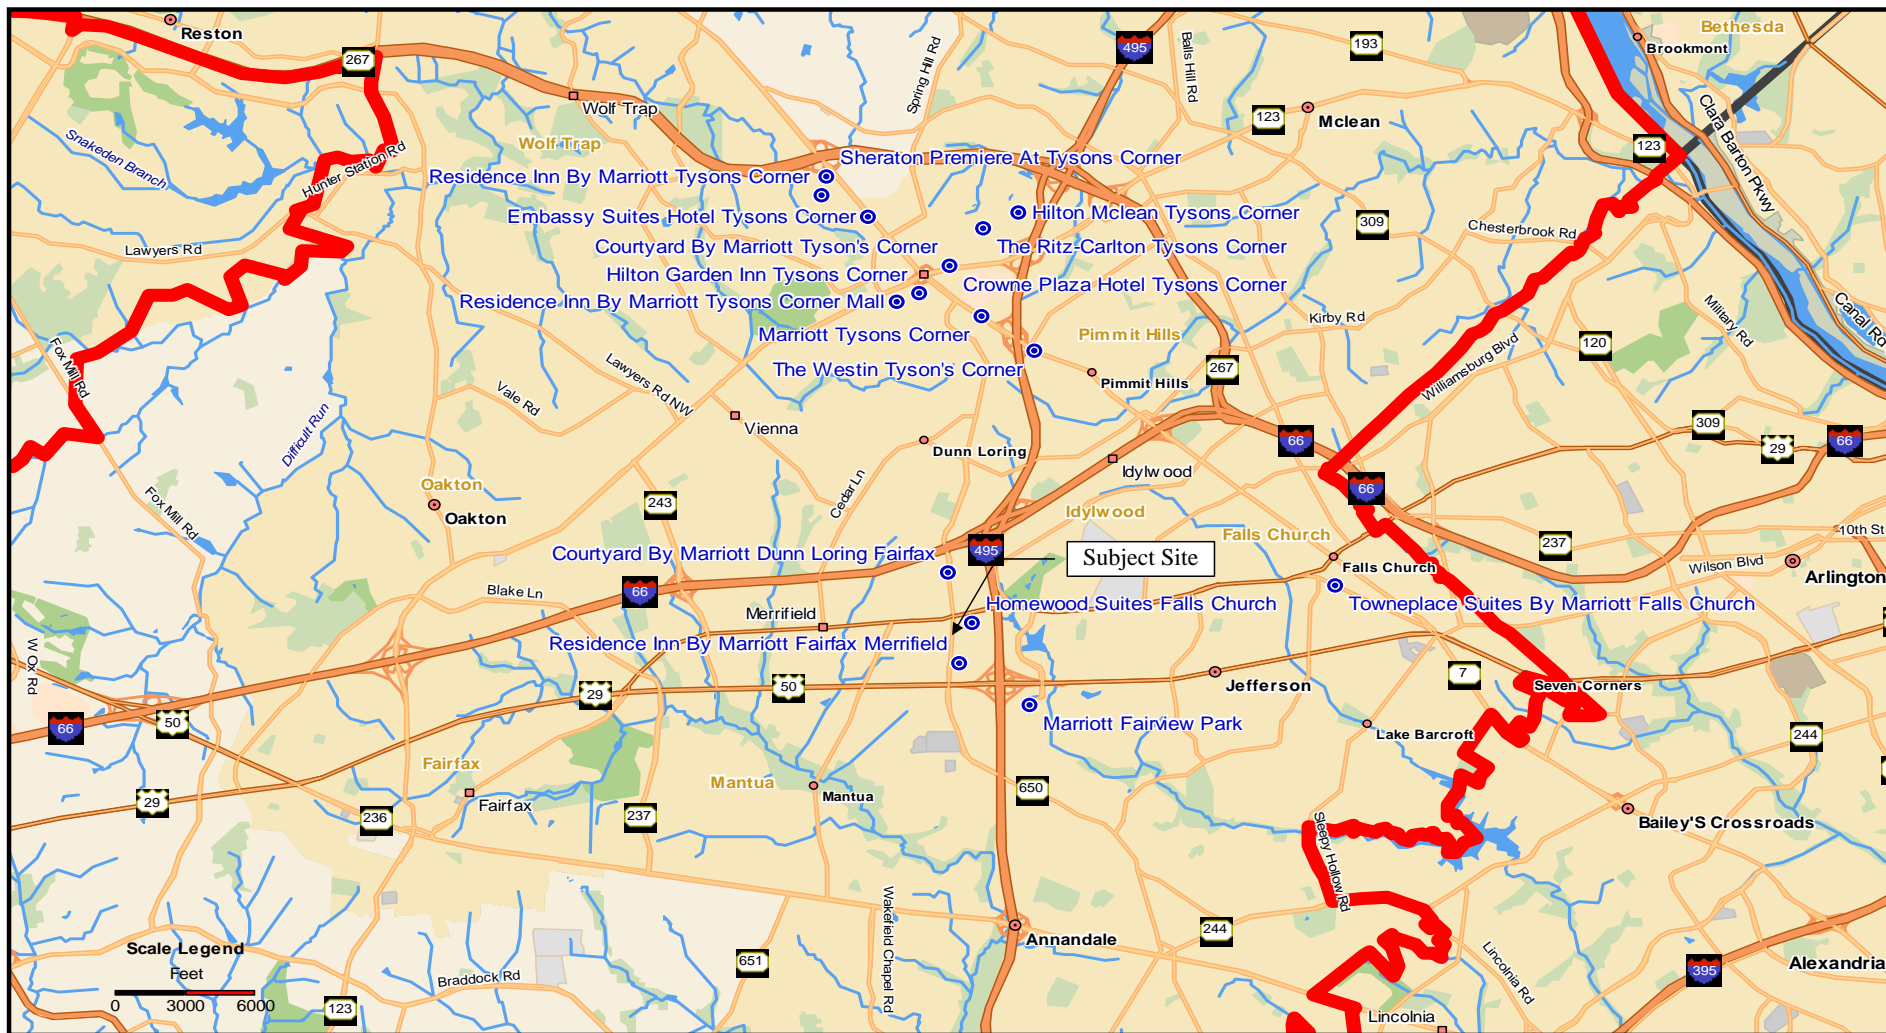 Bethesda
Reston
Brookmont
267
495
193
Balls Hill Rd
Spring Hill Rd
Wolf Trap
123
Mclean
Clara Barton Pkwy
Wolf Trap
123
Snakeden Branch
Hunter Station Rd
Sheraton Premiere At Tysons Corner
Residence Inn By Marriott Tysons Corner
Embassy Suites Hotel Tysons Corner
Hilton Mclean Tysons Corner
309
Chesterbrook Rd
Lawyers Rd
Courtyard By Marriott Tyson's Corner
The Ritz-Carlton Tysons Corner
Hilton Garden Inn Tysons Corner
Crowne Plaza Hotel Tysons Corner
Residence Inn By Marriott Tysons Corner Mall
Kirby Rd
Military Rd
Canal Rd
Marriott Tysons Corner
Pimmit Hills
120
Fox Mill Rd
Lawyers Rd NW
The Westin Tyson's Corner
Pimmit Hills
267
Williamsburg Blvd
Vale Rd
Vienna
Difficult Run
Dunn Loring
66
309
29
66
Idylwood
Oakton
Cedar Ln
66
Fox Mill Rd
Oakton
243
Idylwood
Falls Church
10th St
Courtyard By Marriott Dunn Loring Fairfax
495
Subject Site
237
Falls Church
Wilson Blvd
Arlington
Blake Ln
66
Merrifield
Homewood Suites Falls Church
Towneplace Suites By Marriott Falls Church
Residence Inn By Marriott Fairfax Merrifield
W Ox Rd
29
50
Jefferson
7
Seven Corners
66
50
Marriott Fairview Park
Lake Barcroft
244
Fairfax
Mantua
29
Fairfax
Mantua
650
236
237
Sleepy Hollow Rd
Bailey'S Crossroads
Wakefield Chapel Rd
Annandale
244
Scale Legend
Feet
0 3000 6000
651
Braddock Rd
Lincolnia Rd
395
Alexandria
123
Lincolnia